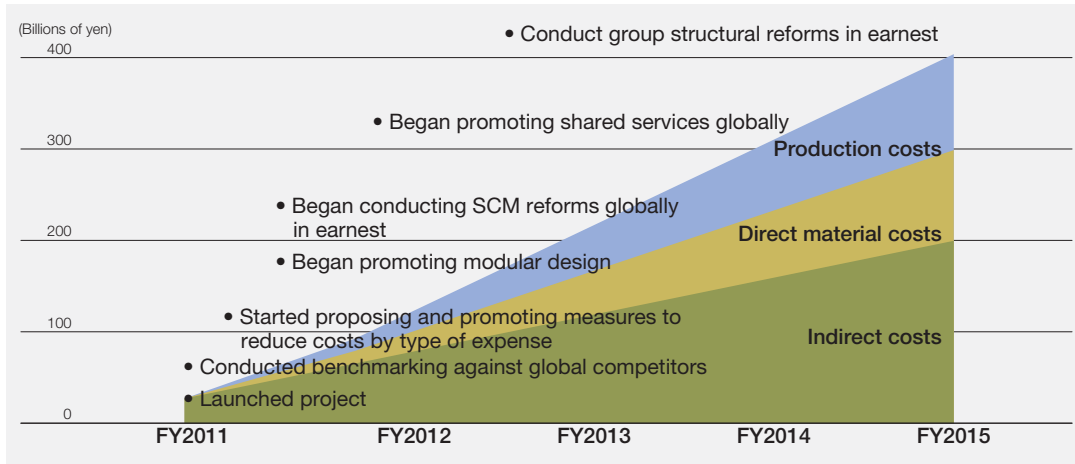 (Billions of yen)
400
• Conduct group structural reforms in earnest
• Began promoting shared services globally
300
Production costs
• Began conducting SCM reforms globally
in earnest
200
Direct material costs
• Began promoting modular design
100
• Started proposing and promoting measures to
reduce costs by type of expense
Indirect costs
• Conducted benchmarking against global competitors
• Launched project
0
FY2011 FY2012 FY2013 FY2014 FY2015